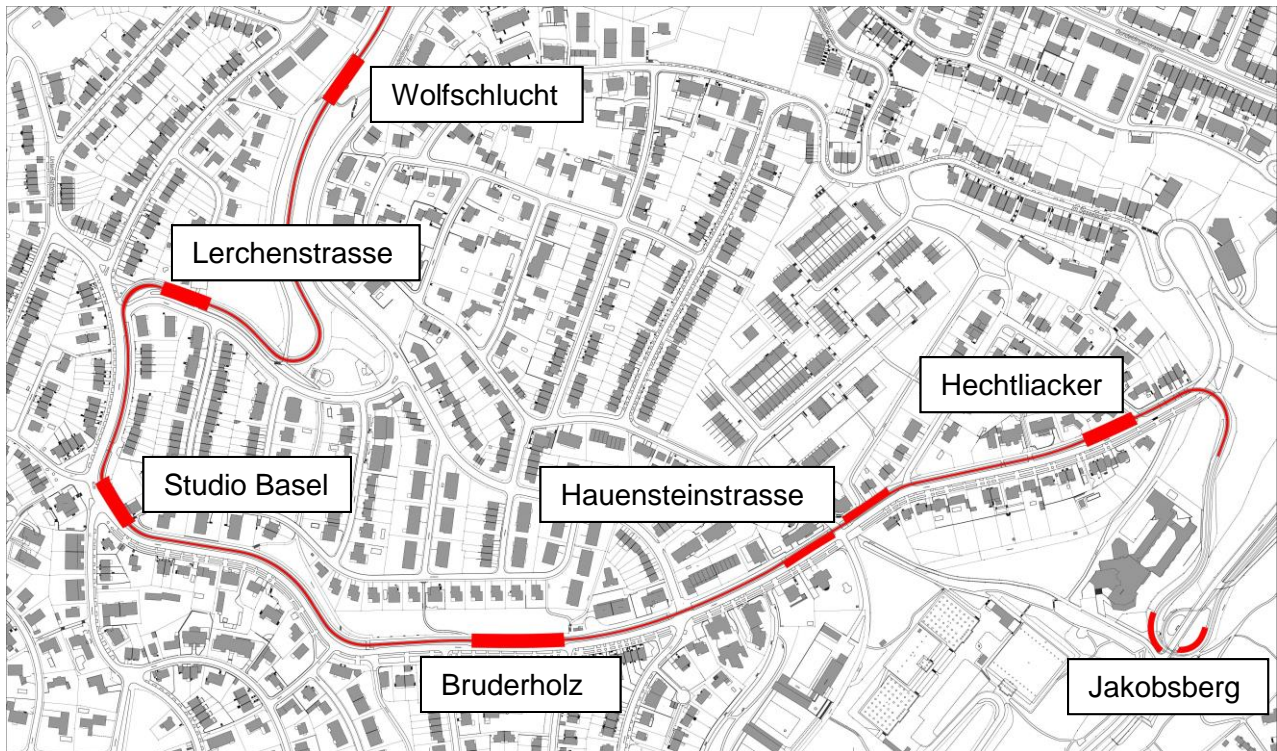 Wolfschlucht
Lerchenstrasse
Hechtliacker
Studio Basel
Hauensteinstrasse
Bruderholz
Jakobsberg